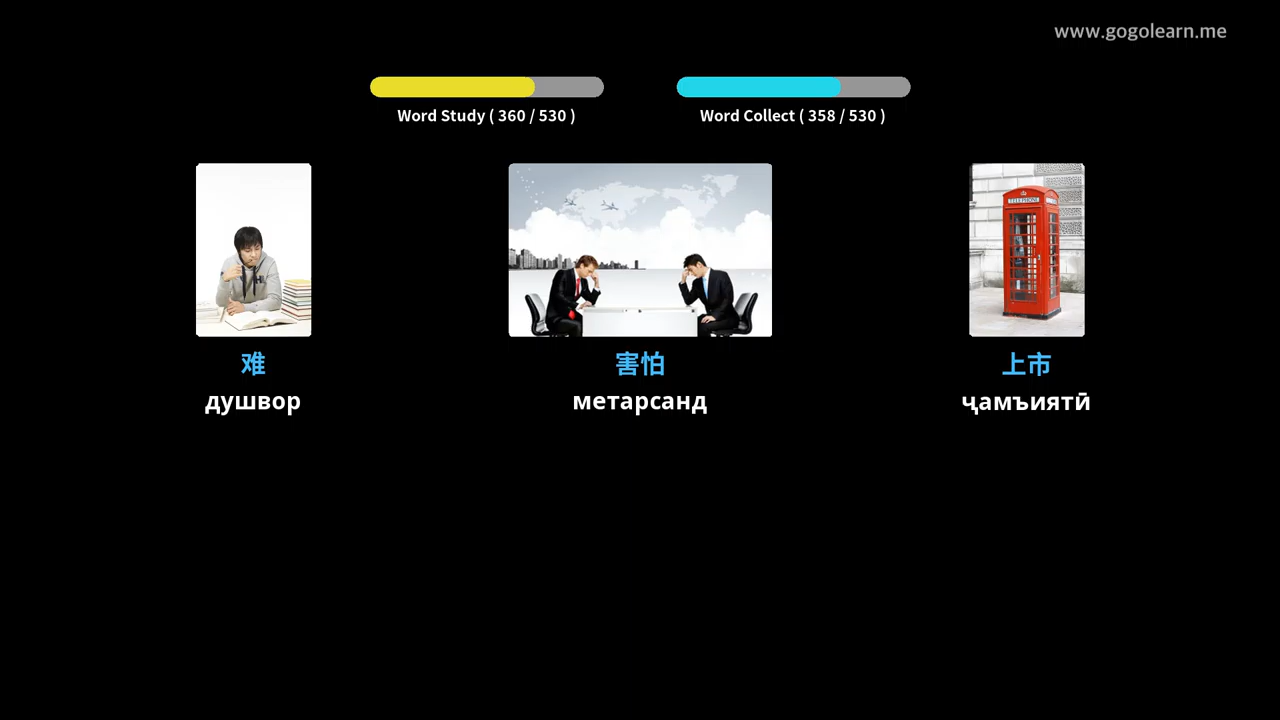 www.gogolearn.me
Word Study ( 360 / 530 )
Word Collect ( 358 / 530 )
TELEPHONE
难
害怕
上市
душвор
метарсанд
ҷамъиятӣ